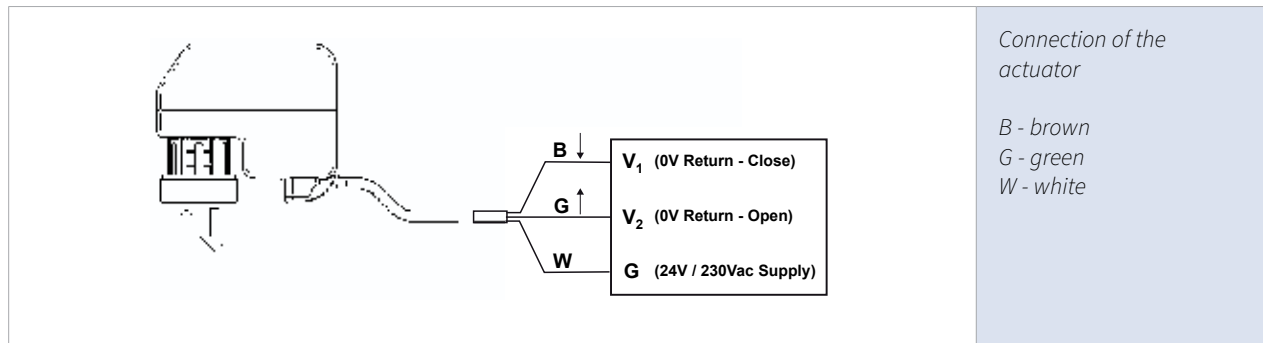 B
V1 (0V Return - Close)
G
V2 (0V Return - Open)
W
G (24V / 230Vac Supply)
Connection of the
actuator
B - brown
G - green
W - white